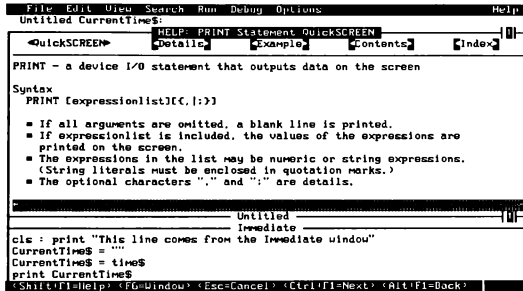 File Edit View Search Run Debug Options Help
Untitled CurrentTime$:
HELP: PRINT Statement QuickSCREEN
◄QuickSCREEN► ◄Details► ◄Example► ◄Contents► ◄Index►
PRINT – a device I/O statement that outputs data on the screen
Syntax
PRINT [expressionlist][{,|;}]
■ If all arguments are omitted, a blank line is printed.
■ If expressionlist is included, the values of the expressions are
printed on the screen.
■ The expressions in the list may be numeric or string expressions.
(String literals must be enclosed in quotation marks.)
■ The optional characters "," and ";" are details.
Untitled
Immediate
cls : print "This line comes from the Immediate window"
CurrentTime$ = ""
CurrentTime$ = time$
print CurrentTime$
<Shift+F1=Help> <F6=Window> <Esc=Cancel> <Ctrl+F1=Next> <Alt+F1=Back>